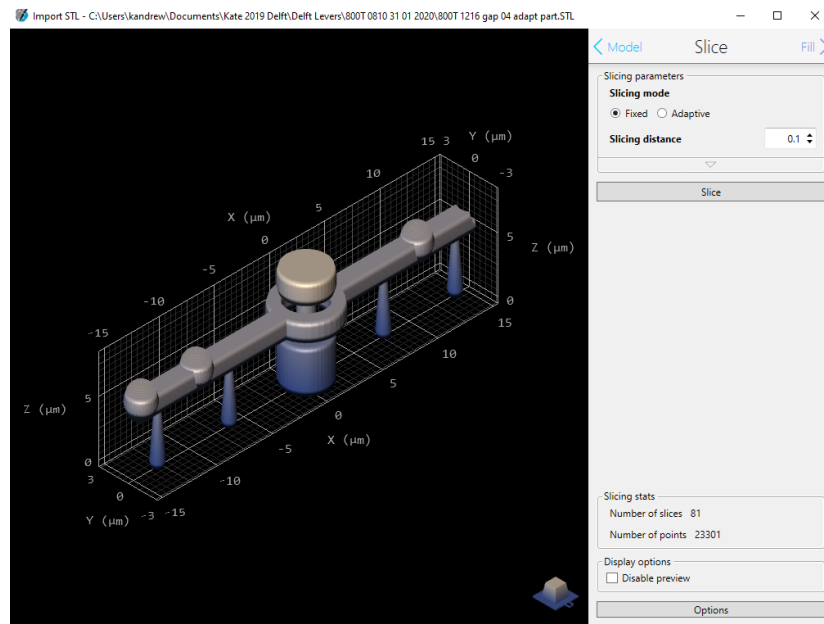 Import STL - C:\Users\kandrew\Documents\Kate 2019 Delft\Delft Levers\800T 0810 31 01 2020\800T 1216 gap 04 adapt part.STL
Model Slice Fill
Slicing parameters
Slicing mode
Fixed Adaptive
Slicing distance 0.1
Slice
15 3 Y (μm)
0
-3
10
5
X (μm)
0
-5
-10
-15
5
Z (μm)
0
15
10
5
0
X (μm)
-5
-10
-15
Z (μm)
5
0
3
0
Y (μm) -3
Slicing stats
Number of slices 81
Number of points 23301
Display options
Disable preview
Options